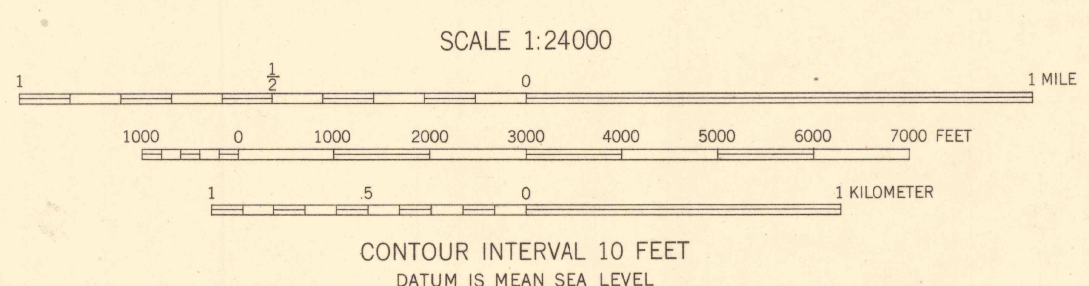 SCALE 1:24000
1 1/2 0 1 MILE
1000 0 1000 2000 3000 4000 5000 6000 7000 FEET
1 .5 0 1 KILOMETER
CONTOUR INTERVAL 10 FEET
DATUM IS MEAN SEA LEVEL